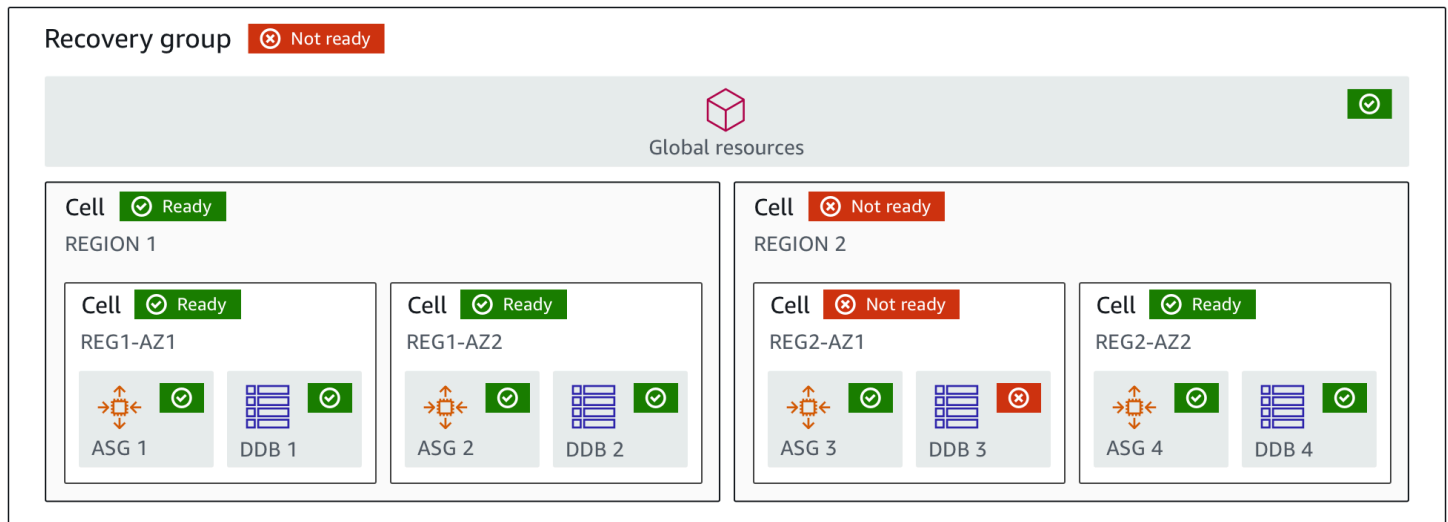 Recovery group Not ready
Global resources
Cell Ready
REGION 1
Cell Ready
REG1-AZ1
ASG 1
DDB 1
Cell Ready
REG1-AZ2
ASG 2
DDB 2
Cell Not ready
REGION 2
Cell Not ready
REG2-AZ1
ASG 3
DDB 3
Cell Ready
REG2-AZ2
ASG 4
DDB 4